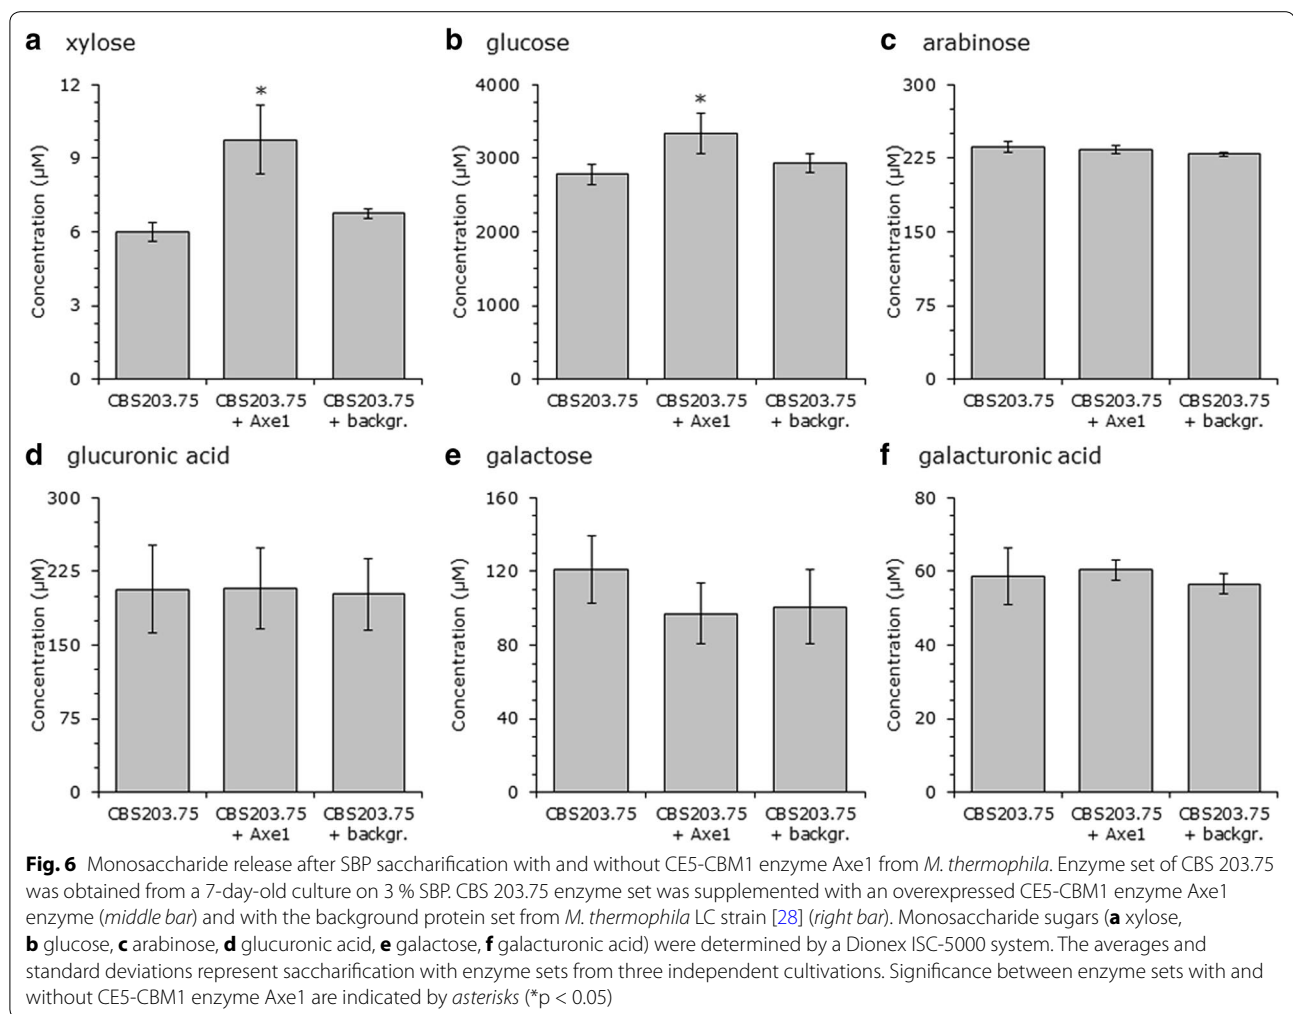 a xylose
12
9
6
3
0
Concentration (µM)
*
CBS203.75
CBS203.75
+ Axe1
CBS203.75
+ backgr.
b glucose
4000
3000
2000
1000
0
Concentration (µM)
*
CBS203.75
CBS203.75
+ Axe1
CBS203.75
+ backgr.
c arabinose
300
225
150
75
0
Concentration (µM)
CBS203.75
CBS203.75
+ Axe1
CBS203.75
+ backgr.
d glucuronic acid
300
225
150
75
0
Concentration (µM)
CBS203.75
CBS203.75
+ Axe1
CBS203.75
+ backgr.
e galactose
160
120
80
40
0
Concentration (µM)
CBS203.75
CBS203.75
+ Axe1
CBS203.75
+ backgr.
f galacturonic acid
80
60
40
20
0
Concentration (µM)
CBS203.75
CBS203.75
+ Axe1
CBS203.75
+ backgr.
Fig. 6 Monosaccharide release after SBP saccharification with and without CE5-CBM1 enzyme Axe1 from M. thermophila. Enzyme set of CBS 203.75
was obtained from a 7-day-old culture on 3 % SBP. CBS 203.75 enzyme set was supplemented with an overexpressed CE5-CBM1 enzyme Axe1
enzyme (middle bar) and with the background protein set from M. thermophila LC strain [28] (right bar). Monosaccharide sugars (a xylose,
b glucose, c arabinose, d glucuronic acid, e galactose, f galacturonic acid) were determined by a Dionex ISC-5000 system. The averages and
standard deviations represent saccharification with enzyme sets from three independent cultivations. Significance between enzyme sets with and
without CE5-CBM1 enzyme Axe1 are indicated by asterisks (*p < 0.05)